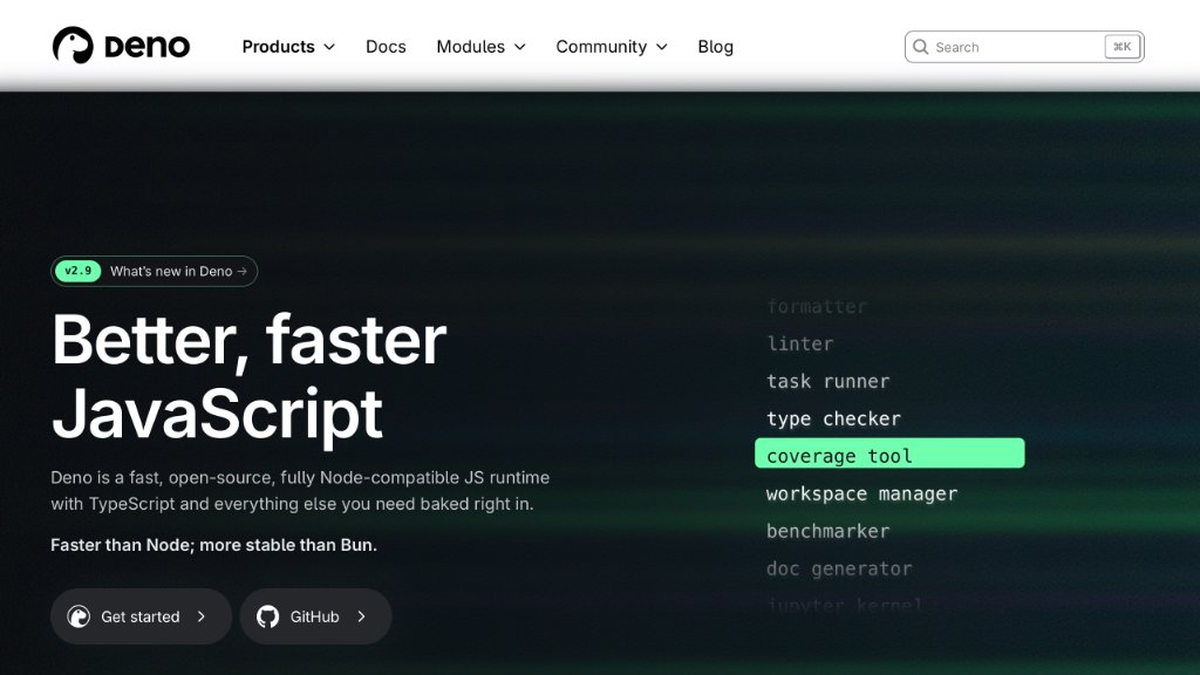 Deno
Products
Docs
Modules
Community
Blog
Search
⌘K
v2.9 What's new in Deno →
Better, faster
JavaScript
Deno is a fast, open-source, fully Node-compatible JS runtime
with TypeScript and everything else you need baked right in.
Faster than Node; more stable than Bun.
Get started
GitHub
formatter
linter
task runner
type checker
coverage tool
workspace manager
benchmarker
doc generator
jupyter kernel